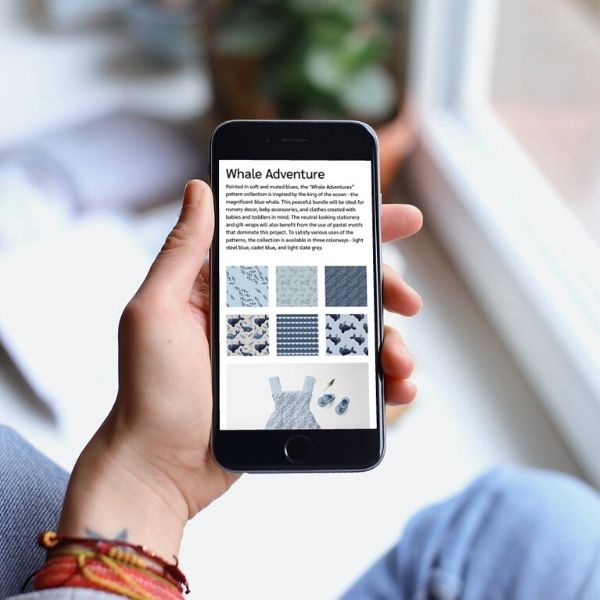 Whale Adventure
Painted in soft and muted blues, the "Whale Adventures"
pattern collection is inspired by the king of the ocean - the
magnificent blue whale. This peaceful bundle will be ideal for
nursery decor, baby accessories, and clothes created with
babies and toddlers in mind. The neutral looking stationery
and gift wraps will also benefit from the use of pastel motifs
that dominate this project. To satisfy various uses of the
patterns, the collection is available in three colorways - light
steel blue, cadet blue, and light slate gray.